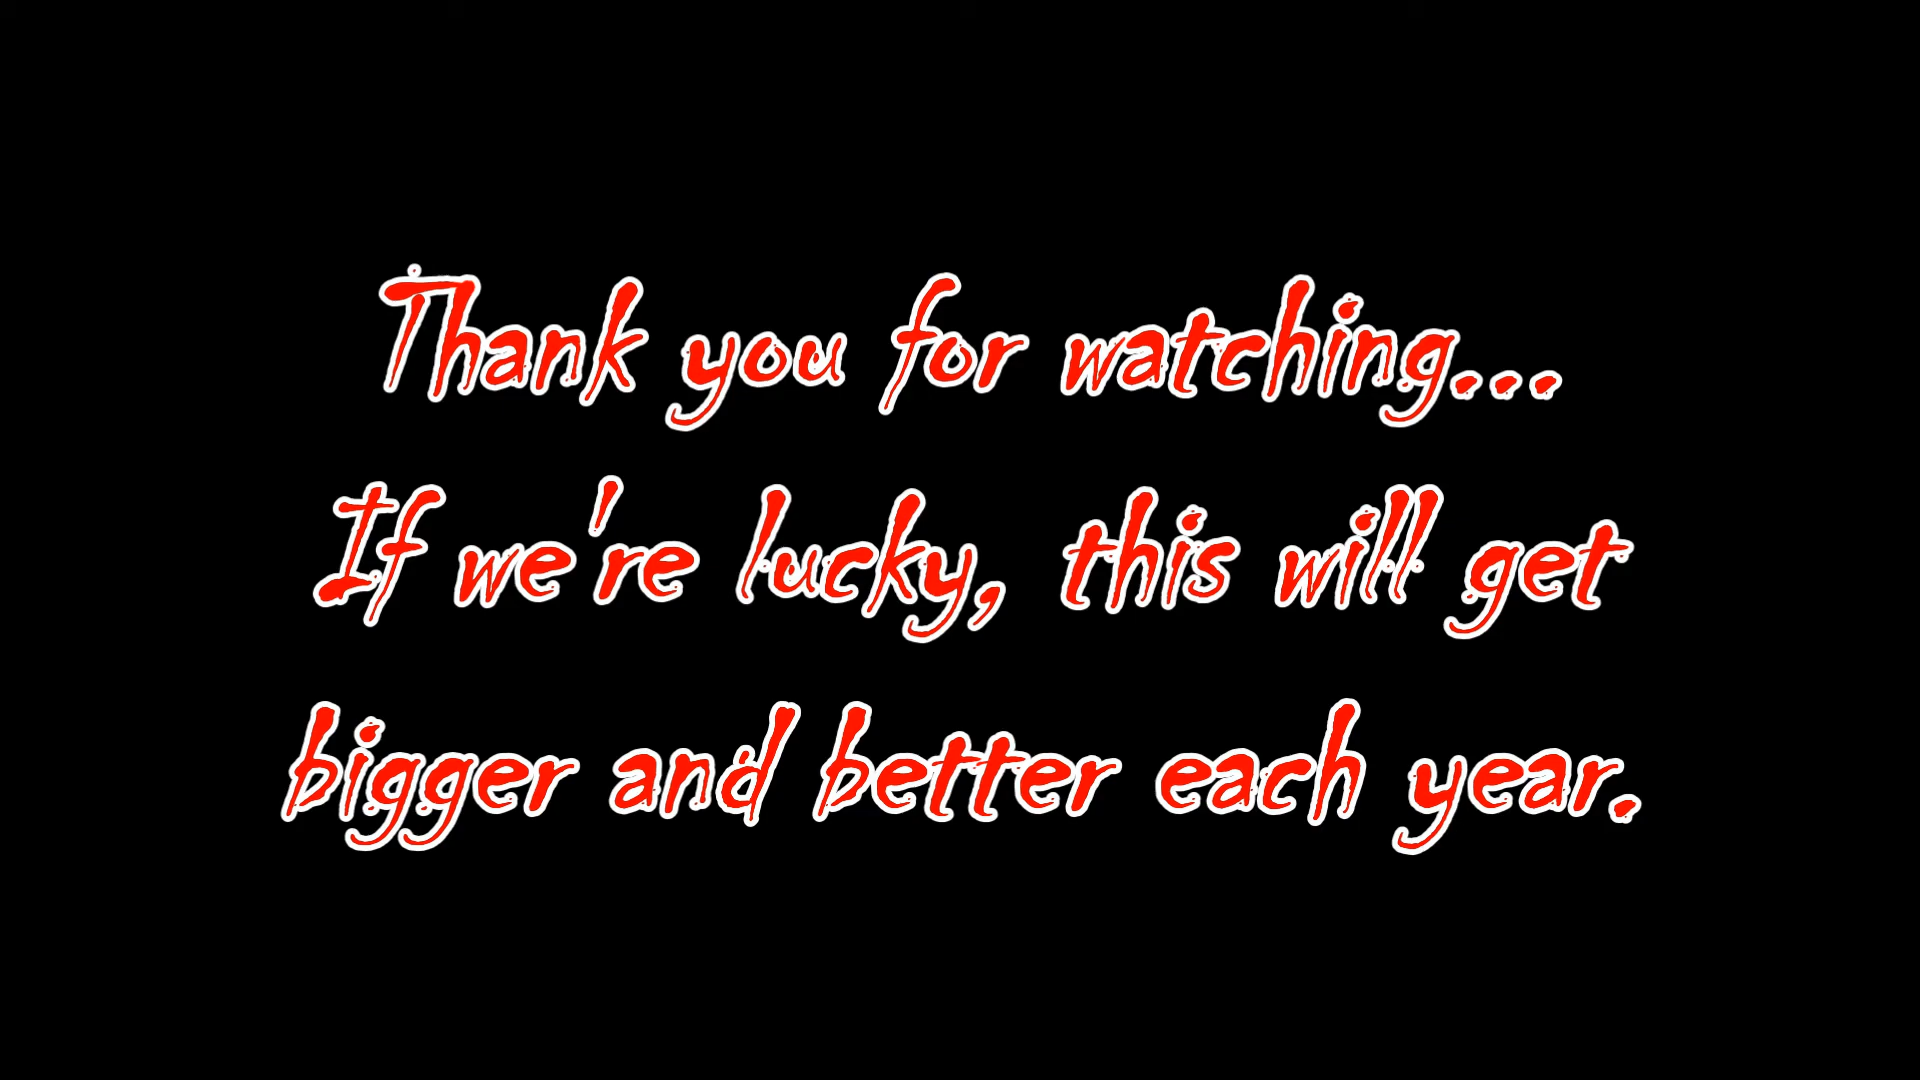 Thank you for watching...
If we're lucky, this will get
bigger and better each year.